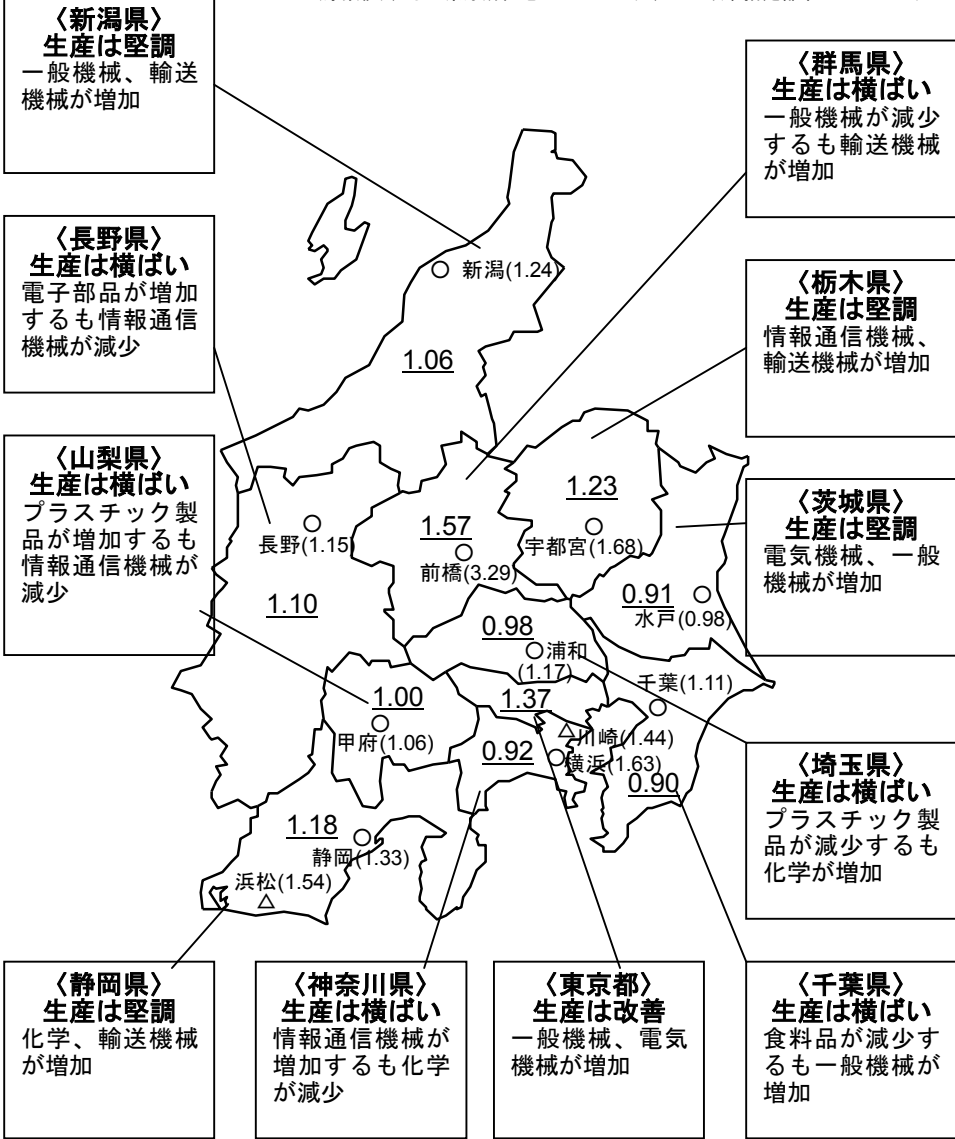 〈新潟県〉
生産は堅調
一般機械、輸送
機械が増加
〈群馬県〉
生産は横ばい
一般機械が減少
するも輸送機械
が増加
〈長野県〉
生産は横ばい
電子部品が増加
するも情報通信
機械が減少
新潟(1.24)
〈栃木県〉
生産は堅調
情報通信機械、
輸送機械が増加
1.06
〈山梨県〉
生産は横ばい
プラスチック製
品が増加するも
情報通信機械が
減少
1.23
宇都宮(1.68)
1.57
前橋(3.29)
長野(1.15)
1.10
〈茨城県〉
生産は堅調
電気機械、一般
機械が増加
0.91
水戸(0.98)
0.98
浦和
(1.17)
千葉(1.11)
1.00
甲府(1.06)
1.37
川崎(1.44)
横浜(1.63)
0.92
0.90
〈埼玉県〉
生産は横ばい
プラスチック製
品が減少するも
化学が増加
1.18
静岡(1.33)
浜松(1.54)
〈静岡県〉
生産は堅調
化学、輸送機械
が増加
〈神奈川県〉
生産は横ばい
情報通信機械が
増加するも化学
が減少
〈東京都〉
生産は改善
一般機械、電気
機械が増加
〈千葉県〉
生産は横ばい
食料品が減少す
るも一般機械が
増加